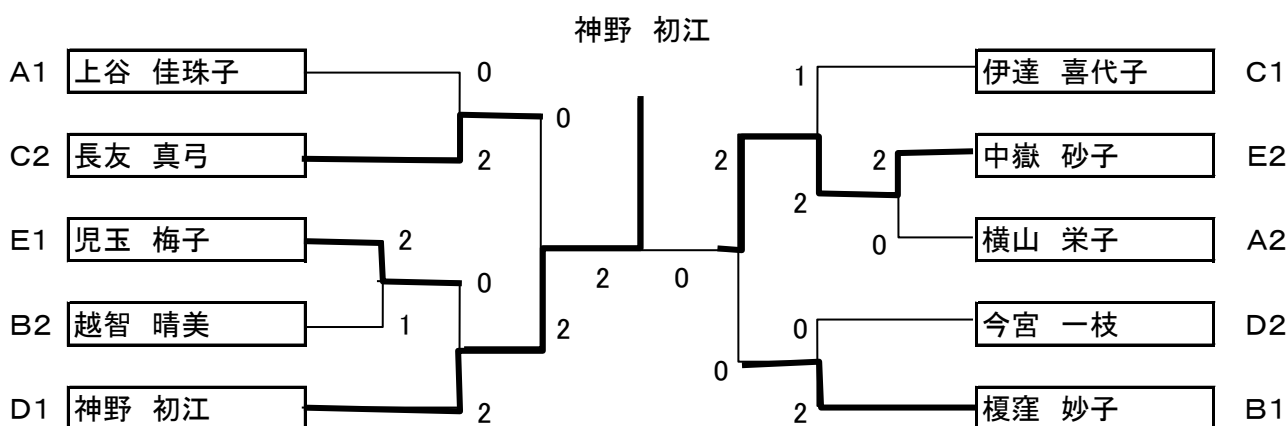 神野 初江
A1 上谷 佳珠子 0 1 伊達 喜代子 C1
0
C2 長友 真弓 2 2 2 中嶽 砂子 E2
2
E1 児玉 梅子 2 0 横山 栄子 A2
0 2 0
B2 越智 晴美 1 2 0 今宮 一枝 D2
0
D1 神野 初江 2 2 榎窪 妙子 B1